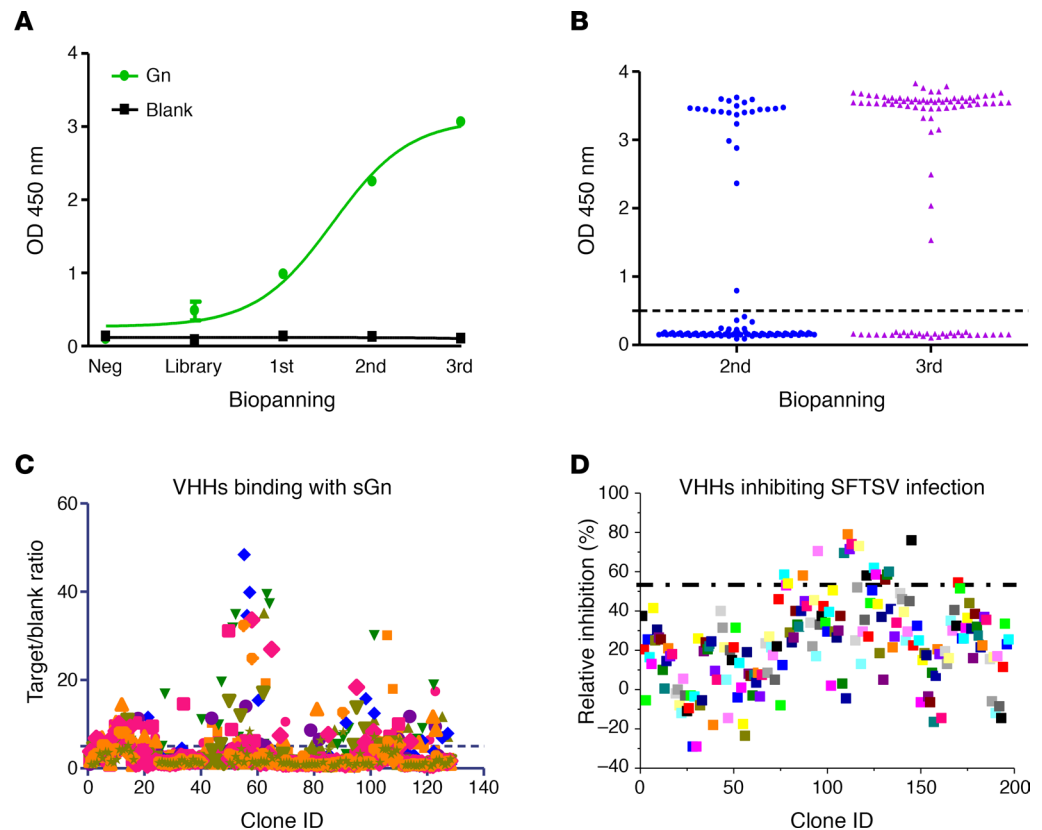 A
4
3
2
1
0
OD 450 nm
Gn
Blank
Neg Library 1st 2nd 3rd
Biopanning
B
4
3
2
1
0
OD 450 nm
2nd 3rd
Biopanning
C
VHHs binding with sGn
60
40
20
0
Target/blank ratio
0 20 40 60 80 100 120 140
Clone ID
D
VHHs inhibiting SFTSV infection
100
80
60
40
20
0
–20
–40
Relative inhibition (%)
0 50 100 150 200
Clone ID